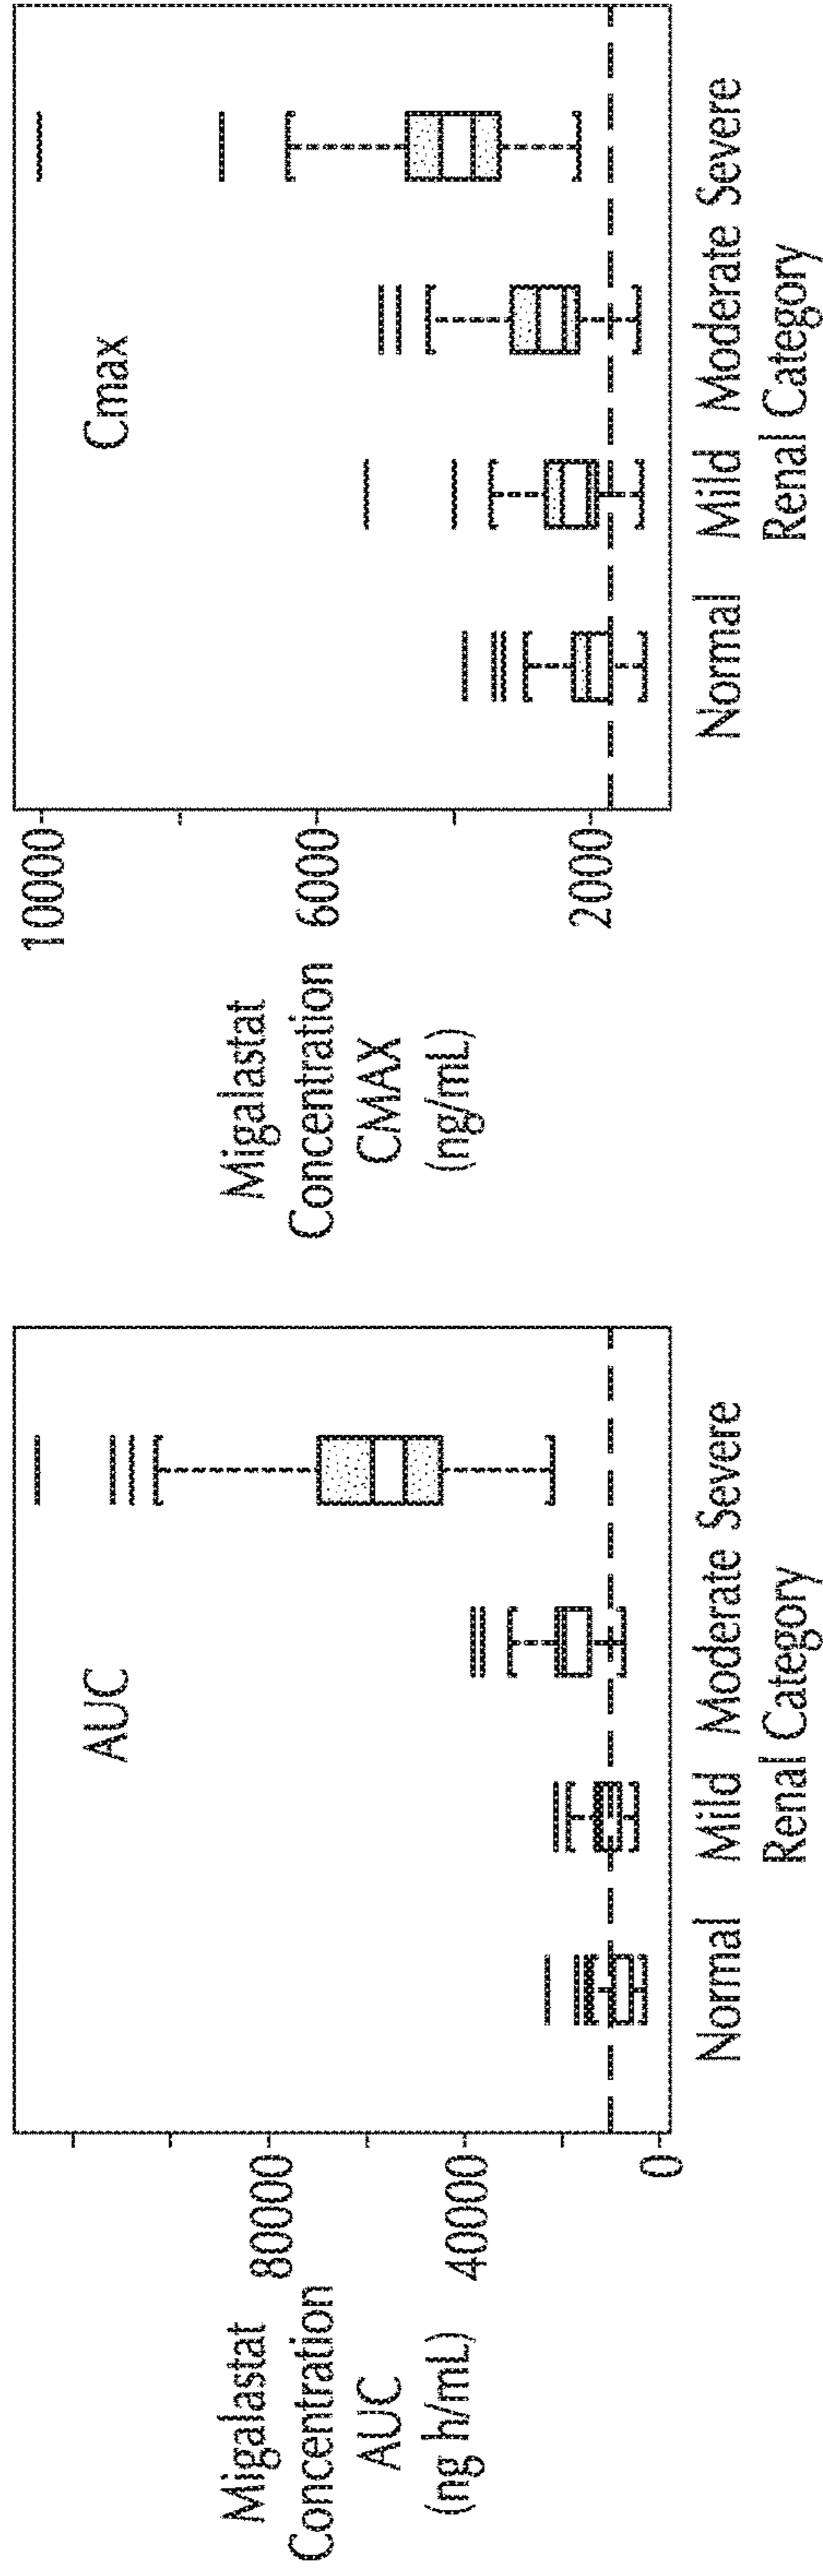 Migalastat
Concentration
AUC
(ng h/mL)
80000
40000
0
AUC
Normal Mild Moderate Severe
Renal Category
Migalastat
Concentration
CMAX
(ng/mL)
10000
6000
2000
Cmax
Normal Mild Moderate Severe
Renal Category